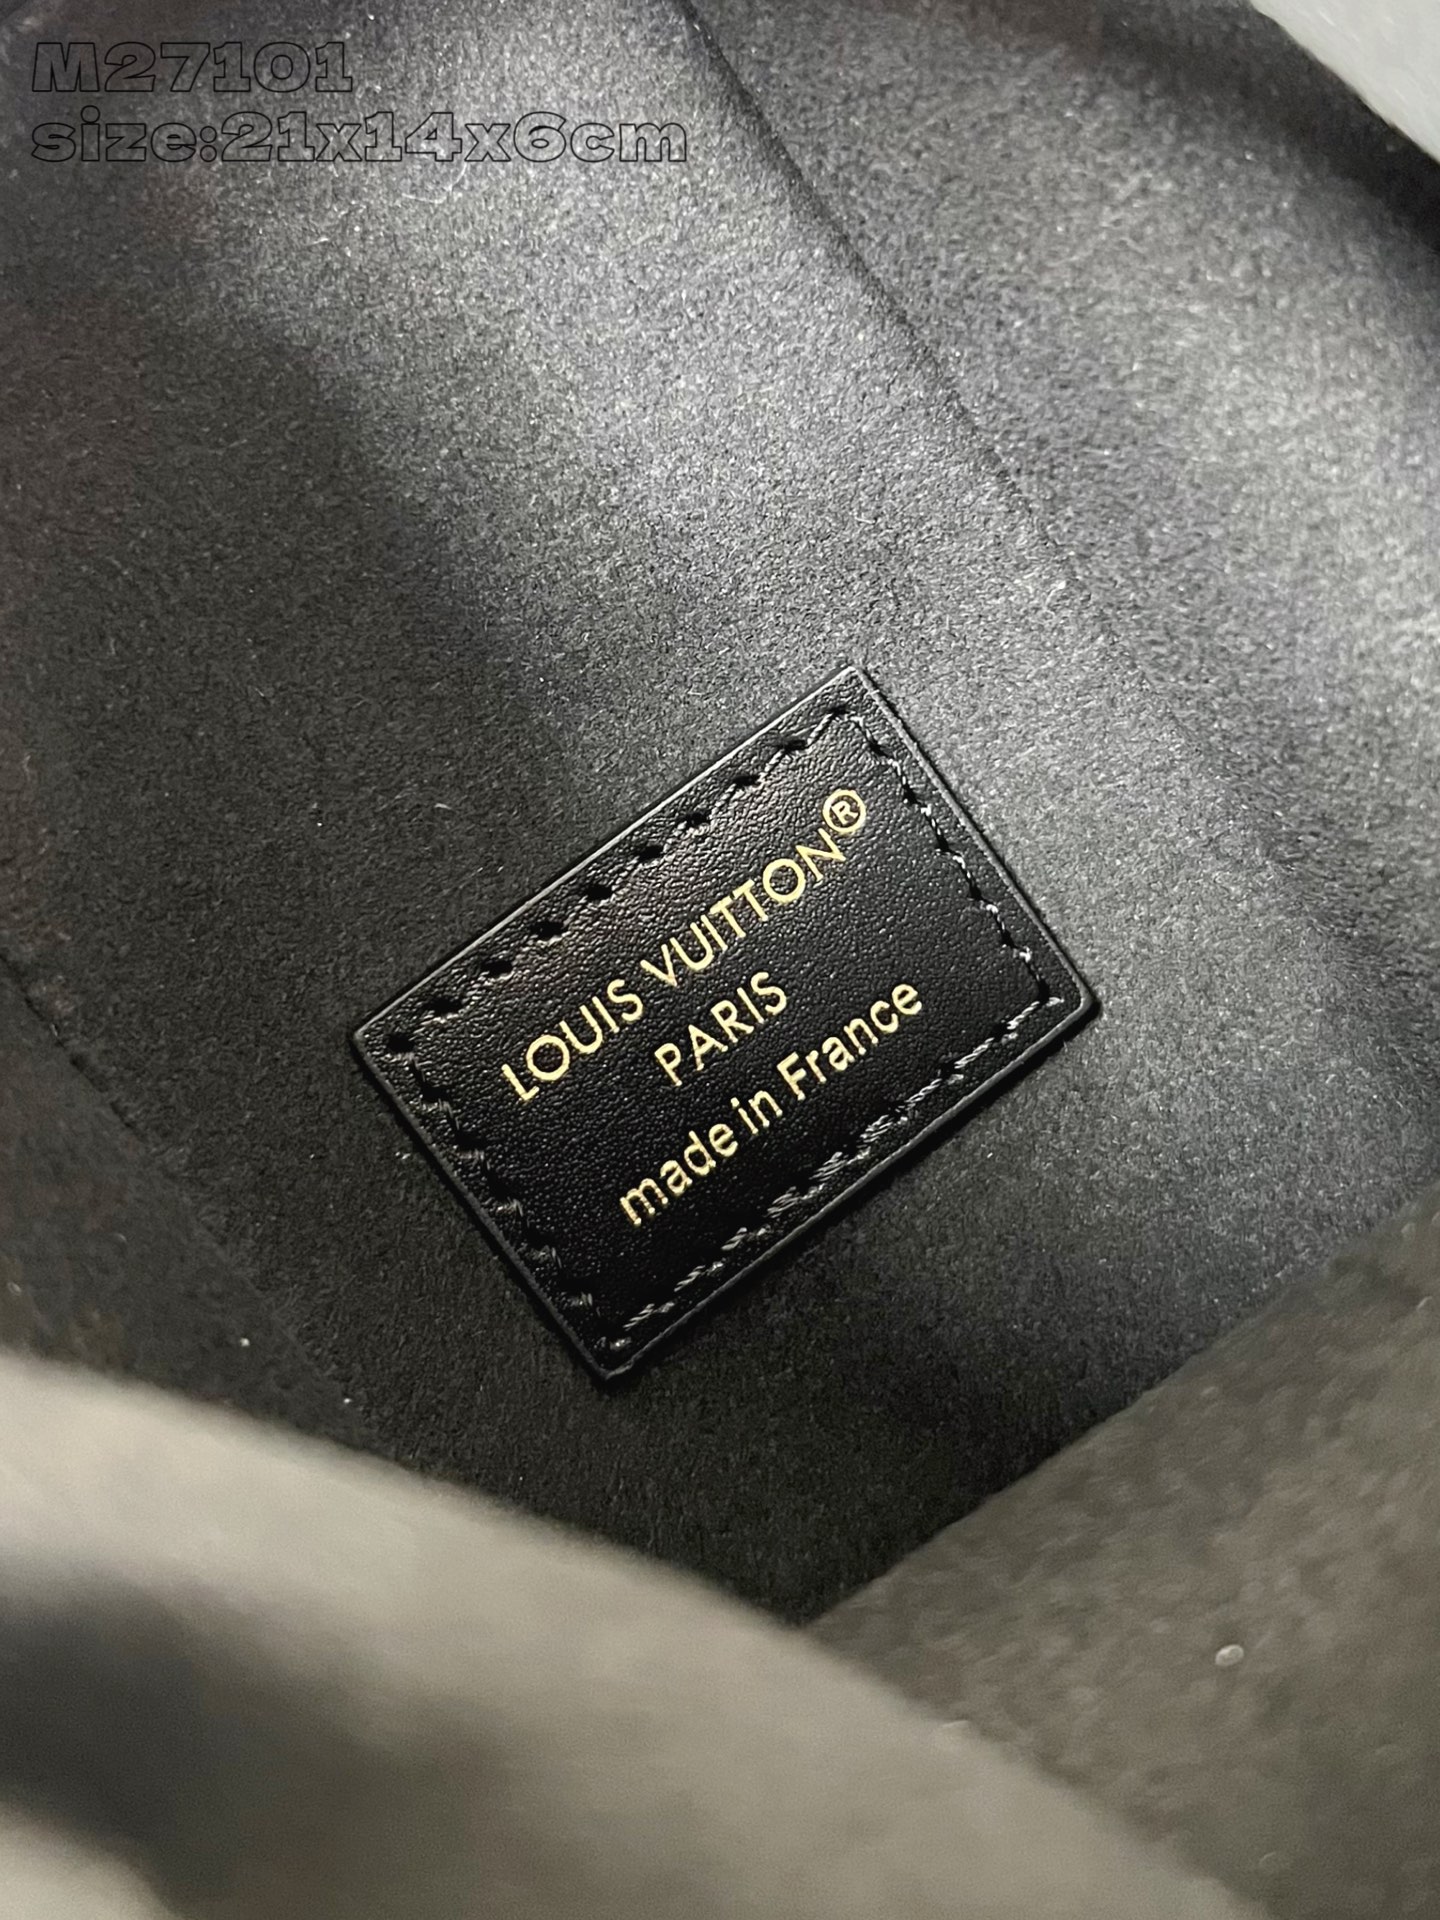 M27101
size:21x14x6cm
LOUIS VUITTON®
PARIS
made in France